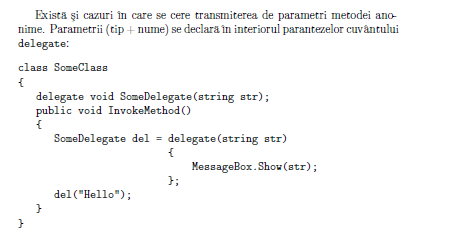 Există și cazuri în care se cere transmiterea de parametri metodei ano-
nime. Parametrii (tip + nume) se declară în interiorul parantezelor cuvântului
delegate:
class SomeClass
{
delegate void SomeDelegate(string str);
public void InvokeMethod()
{
SomeDelegate del = delegate(string str)
{
MessageBox.Show(str);
};
del("Hello");
}
}